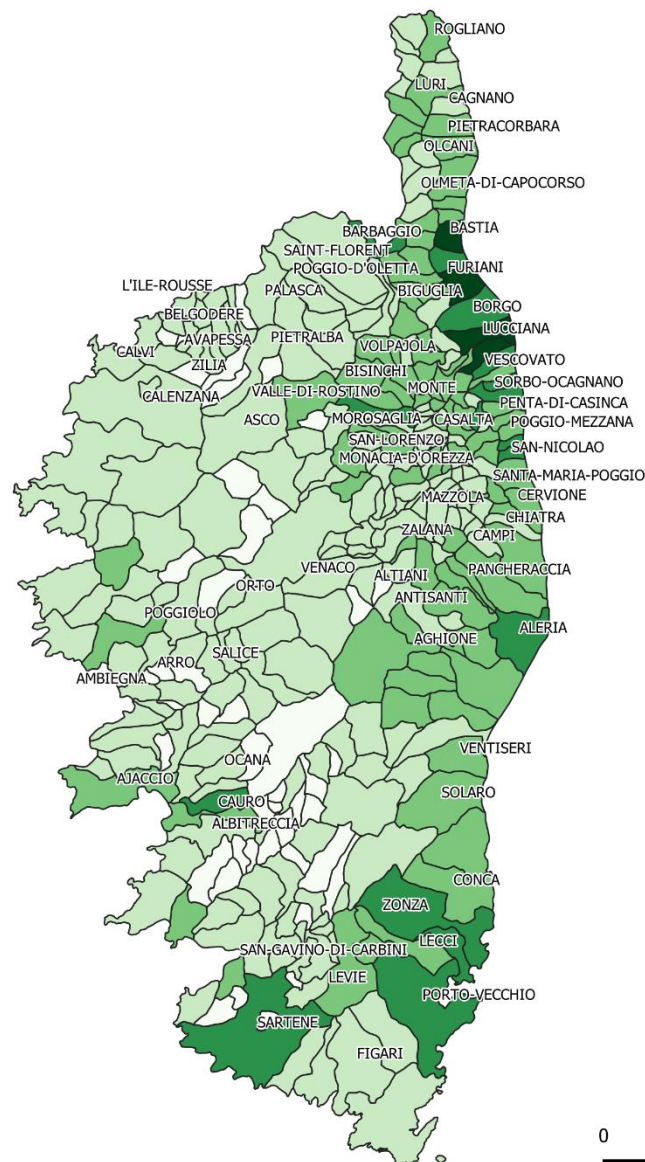 ROGLIANO
LURI
CAGNANO
PIETRACORBARA
OLCANI
OLMETA-DI-CAPOCORSO
BASTIA
BARBAGGIO
SAINT-FLORENT
FURIANI
POGGIO-D'OLETTA
L'ILE-ROUSSE
PALASCA
BIGUGLIA
BORGO
BELGODERE
LUCCIANA
AVAPESSA
PIETRALBA
VOLPAJOLA
CALVI
VESCOVATO
ZILIA
BISINCHI
SORBO-OCAGNANO
CALENZANA
VALLE-DI-ROSTINO
MONTE
PENTA-DI-CASINCA
ASCO
MOROSAGLIA
CASALTA
POGGIO-MEZZANA
SAN-LORENZO
SAN-NICOLAO
MONACIA-D'OREZZA
SANTA-MARIA-POGGIO
MAZZOLA
CERVIONE
CHIATRA
ZALANA
CAMPI
VENACO
ALTIANI
PANCHERACCIA
ORTO
ANTISANTI
POGGIOLO
ALERIA
AGHIONE
SALICE
ARRO
AMBIEGNA
VENTISERI
OCANA
AJACCIO
SOLARO
CAURO
ALBITRECCIA
CONCA
ZONZA
LECCI
SAN-GAVINO-DI-CARBINI
LEVIE
PORTO-VECCHIO
SARTENE
FIGARI
0